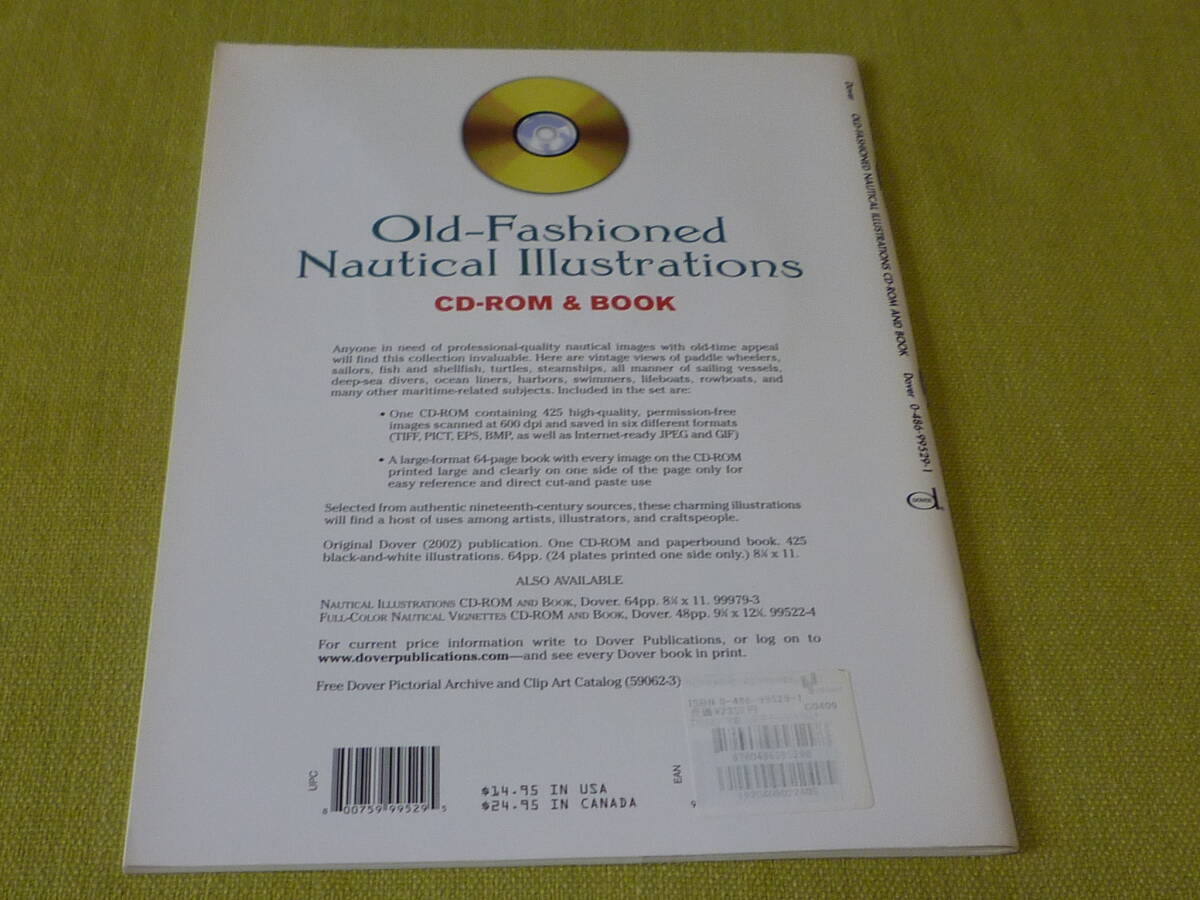 Old-Fashioned
Nautical Illustrations
CD-ROM & BOOK
Anyone in need of professional-quality nautical images with old-time appeal
will find this collection invaluable. Here are vintage views of paddle wheelers,
sailors, fish and shellfish, turtles, steamships, all manner of sailing vessels,
deep-sea divers, ocean liners, harbors, swimmers, lifeboats, rowboats, and
many other maritime-related subjects. Included in the set are:
• One CD-ROM containing 425 high-quality, permission-free
images scanned at 600 dpi and saved in six different formats
(TIFF, PICT, EPS, BMP, as well as Internet-ready JPEG and GIF)
• A large-format 64-page book with every image on the CD-ROM
printed large and clearly on one side of the page only for
easy reference and direct cut-and paste use
Selected from authentic nineteenth-century sources, these charming illustrations
will find a host of uses among artists, illustrators, and craftspeople.
Original Dover (2002) publication. One CD-ROM and paperbound book. 425
black-and-white illustrations. 64pp. (24 plates printed one side only.) 8¼ x 11.
ALSO AVAILABLE
NAUTICAL ILLUSTRATIONS CD-ROM AND BOOK, Dover. 64pp. 8¼ x 11. 99979-3
FULL-COLOR NAUTICAL VIGNETTES CD-ROM AND BOOK, Dover. 48pp. 9¼ x 12¼. 99522-4
For current price information write to Dover Publications, or log on to
www.doverpublications.com—and see every Dover book in print.
Free Dover Pictorial Archive and Clip Art Catalog (59062-3)
UPC
8 00759 99529 5
$14.95 IN USA
$24.95 IN CANADA
EAN
9
ISBN 0-486-99529-1
C0400
Dover OLD-FASHIONED NAUTICAL ILLUSTRATIONS CD-ROM AND BOOK Dover 0-486-99529-1
DOVER